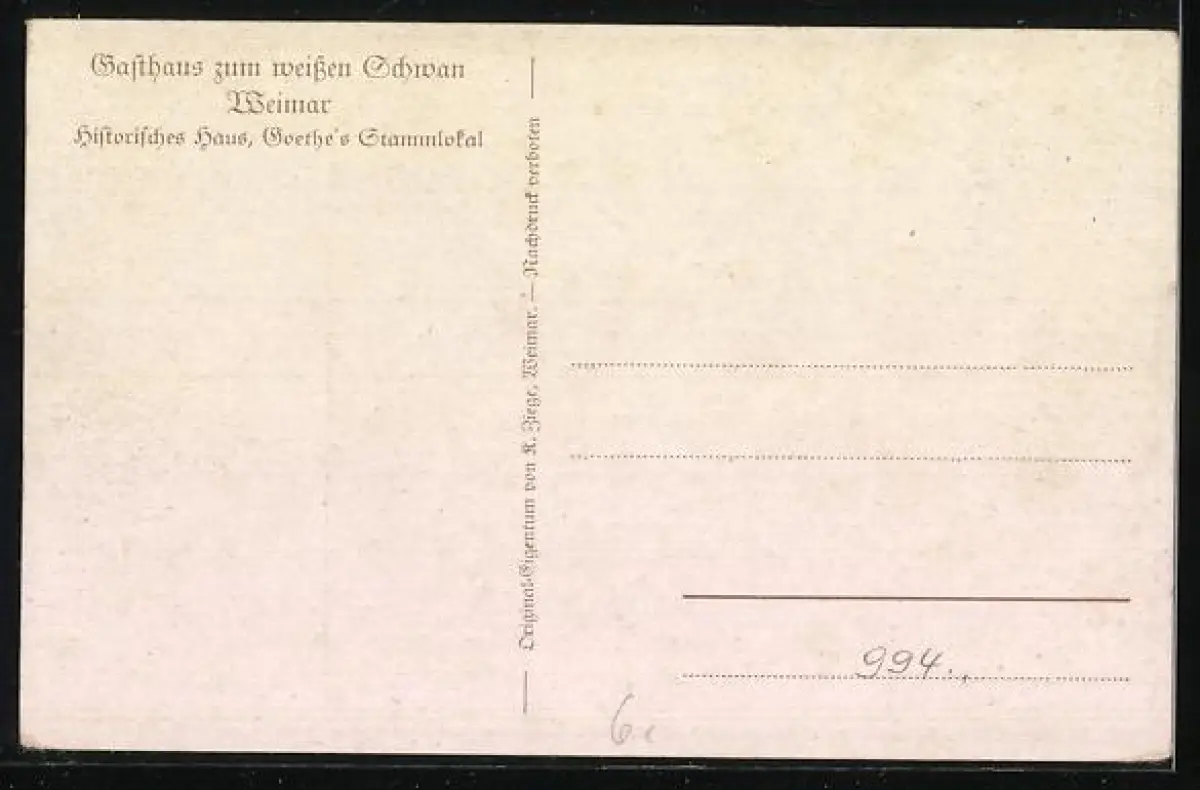 Gasthaus zum weißen Schwan
Weimar
Historisches Haus, Goethe's Stammlokal
Original-Eigentum von K. Ziege, Weimar. – Nachdruck verboten
994.
6.